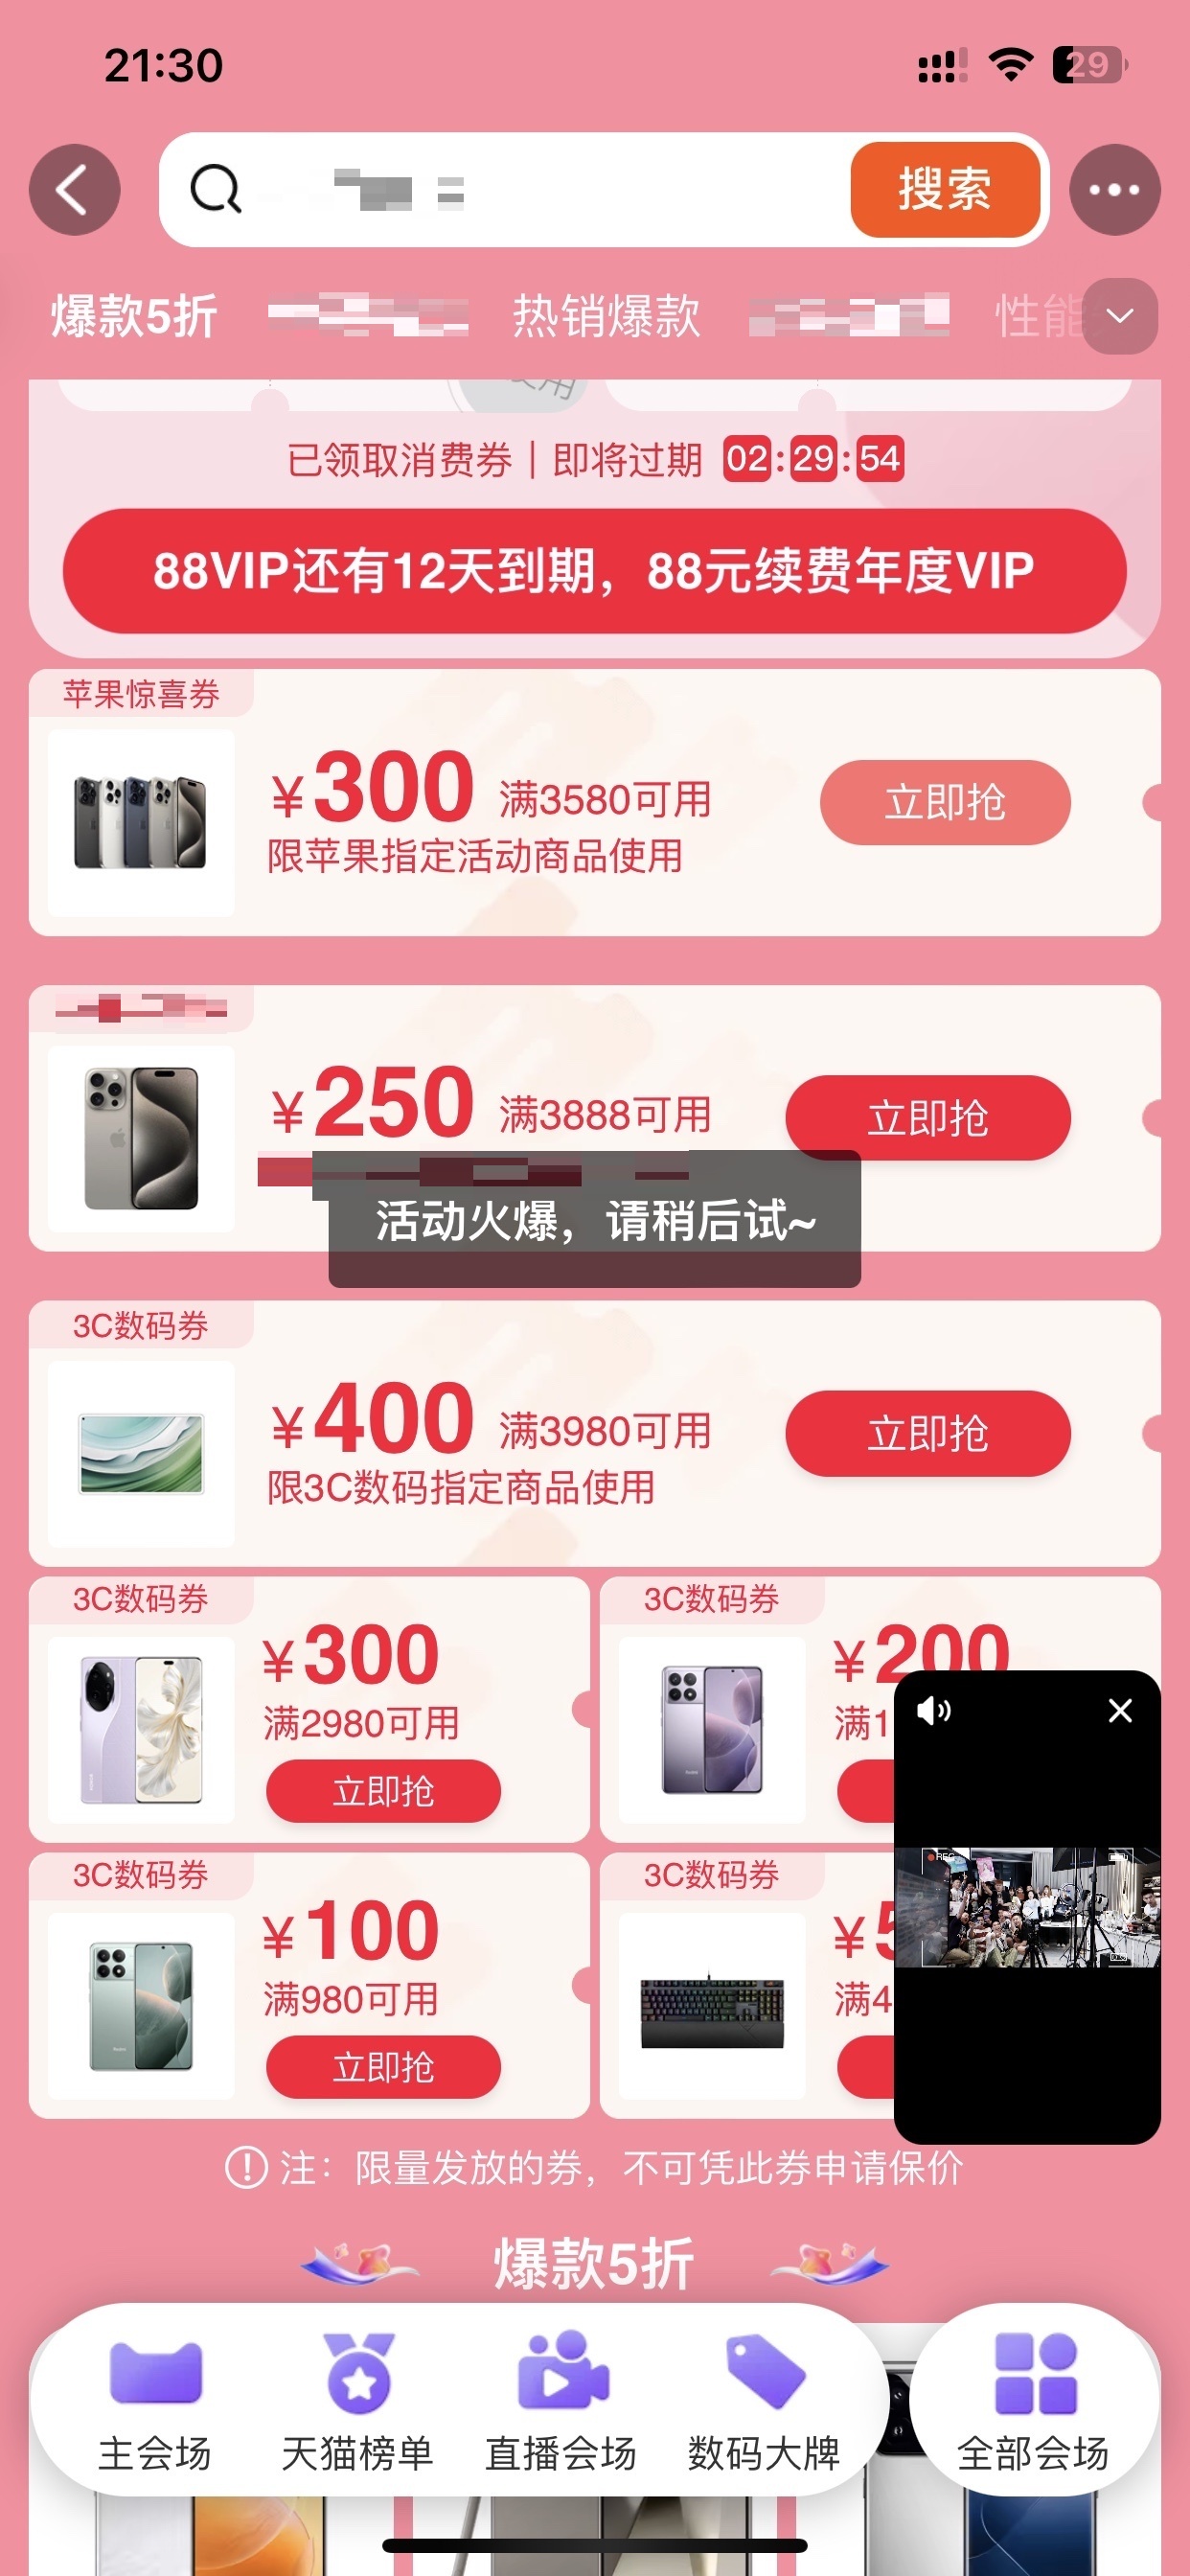 21:30
29
搜索
爆款5折
热销爆款
性能
已领取消费券 | 即将过期 02:29:54
88VIP还有12天到期，88元续费年度VIP
苹果惊喜券
¥300 满3580可用
限苹果指定活动商品使用
立即抢
¥250 满3888可用
立即抢
活动火爆，请稍后试~
3C数码券
¥400 满3980可用
限3C数码指定商品使用
立即抢
3C数码券
¥300
满2980可用
立即抢
3C数码券
¥200
满1
3C数码券
¥100
满980可用
立即抢
3C数码券
¥5
满4
REC
注：限量发放的券，不可凭此券申请保价
爆款5折
主会场
天猫榜单
直播会场
数码大牌
全部会场